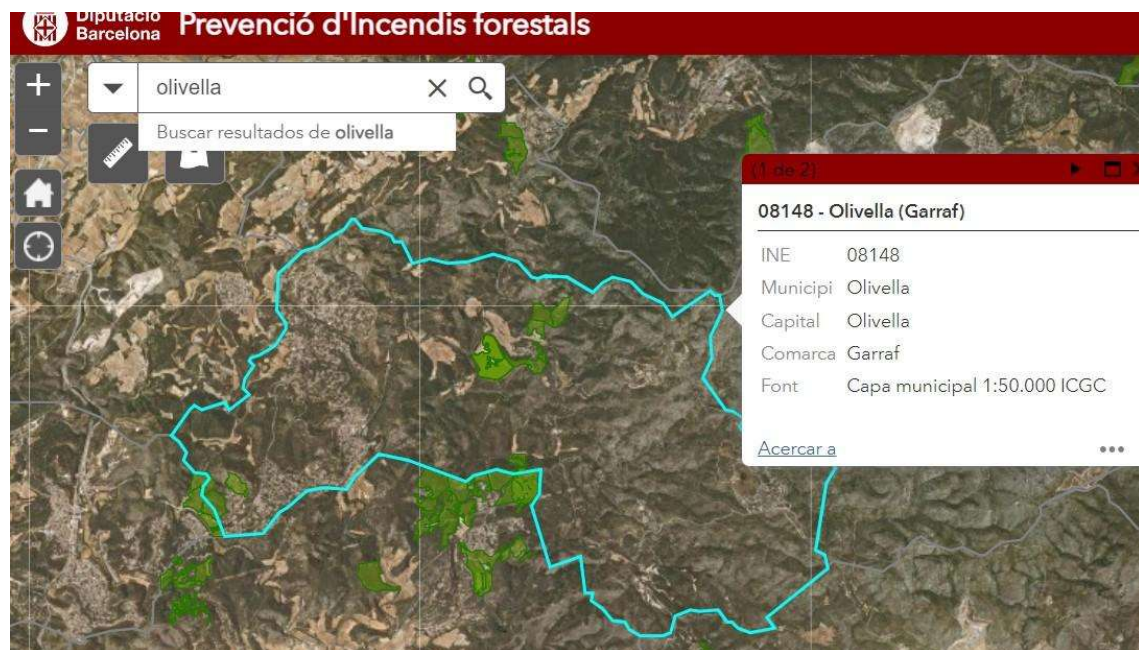 Diputació
Barcelona
Prevenció d'Incendis forestals
+
olivella
−
Buscar resultados de olivella
(1 de 2)
08148 - Olivella (Garraf)
INE 08148
Municipi Olivella
Capital Olivella
Comarca Garraf
Font Capa municipal 1:50.000 ICGC
Acercar a